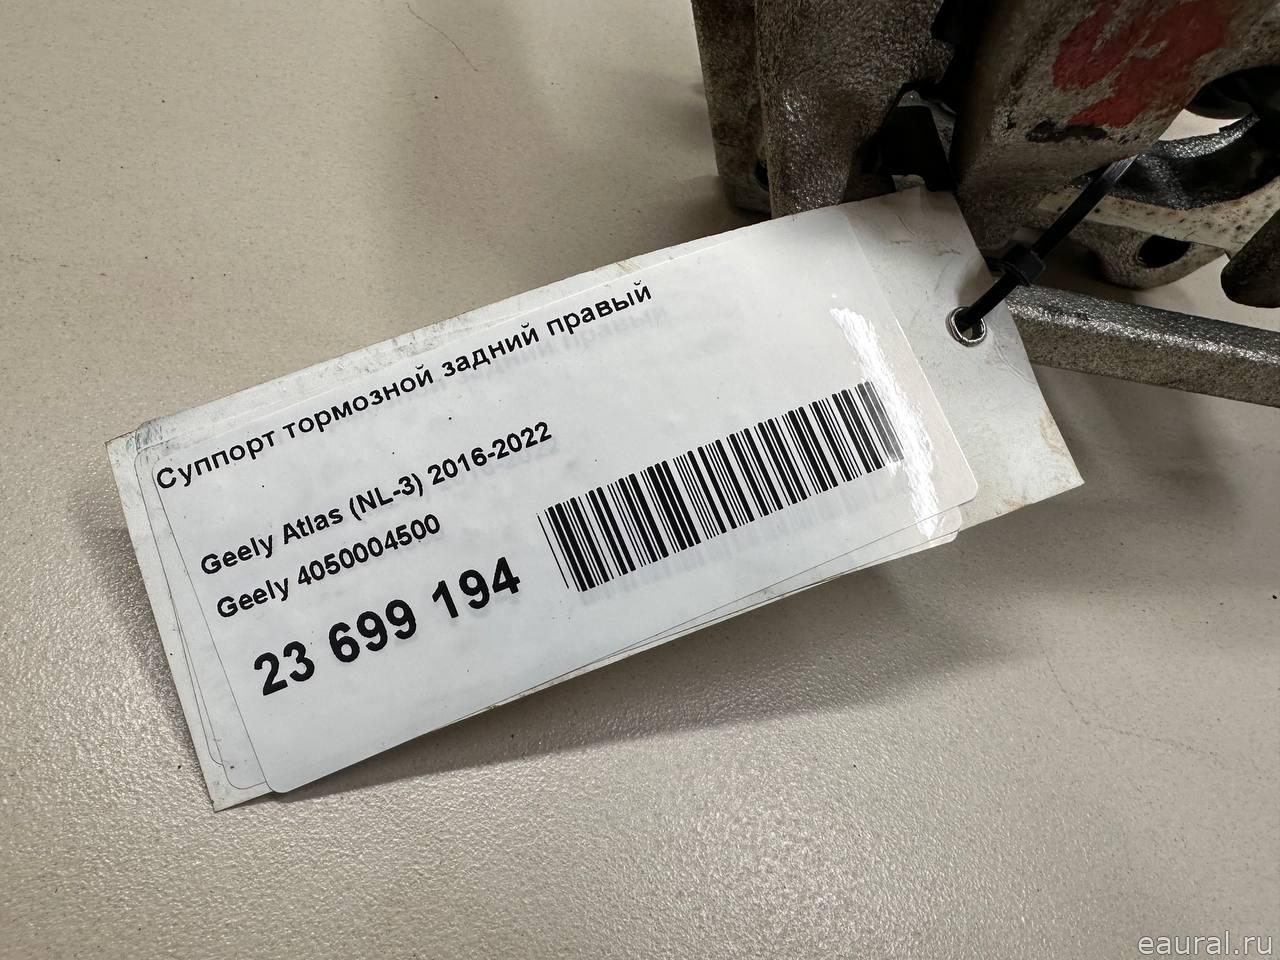 Суппорт тормозной задний правый
Geely Atlas (NL-3) 2016-2022
Geely 4050004500
23 699 194
eaural.ru